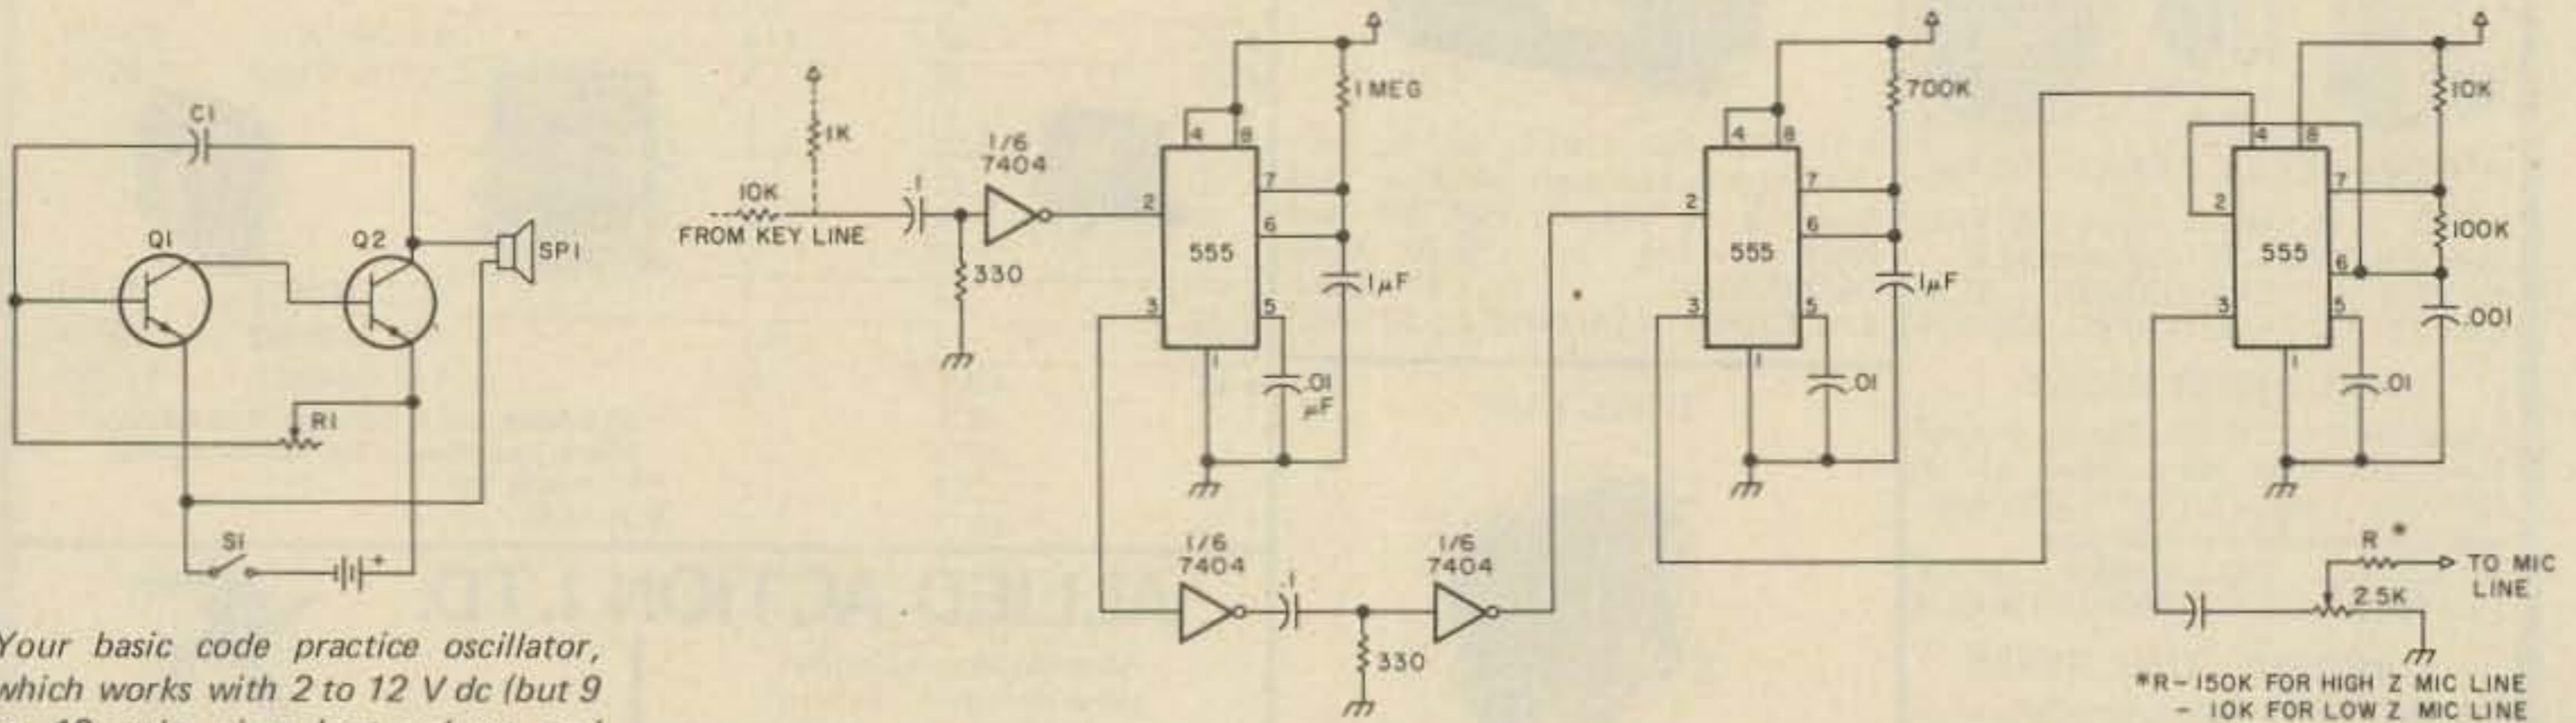 C1
Q1
Q2
SP1
R1
S1
+
Your basic code practice oscillator,
which works with 2 to 12 V dc (but 9
1K
10K
FROM KEY LINE
.1
330
1/6
7404
2
4
8
7
6
555
3
5
1
1 MEG
1µF
.01
µF
1/6
7404
.1
330
1/6
7404
2
4
8
7
6
555
3
5
1
700K
1µF
.01
2
4
8
7
6
555
3
5
1
10K
100K
.001
.01
R *
TO MIC
LINE
2.5K
*R-150K FOR HIGH Z MIC LINE
- 10K FOR LOW Z MIC LINE